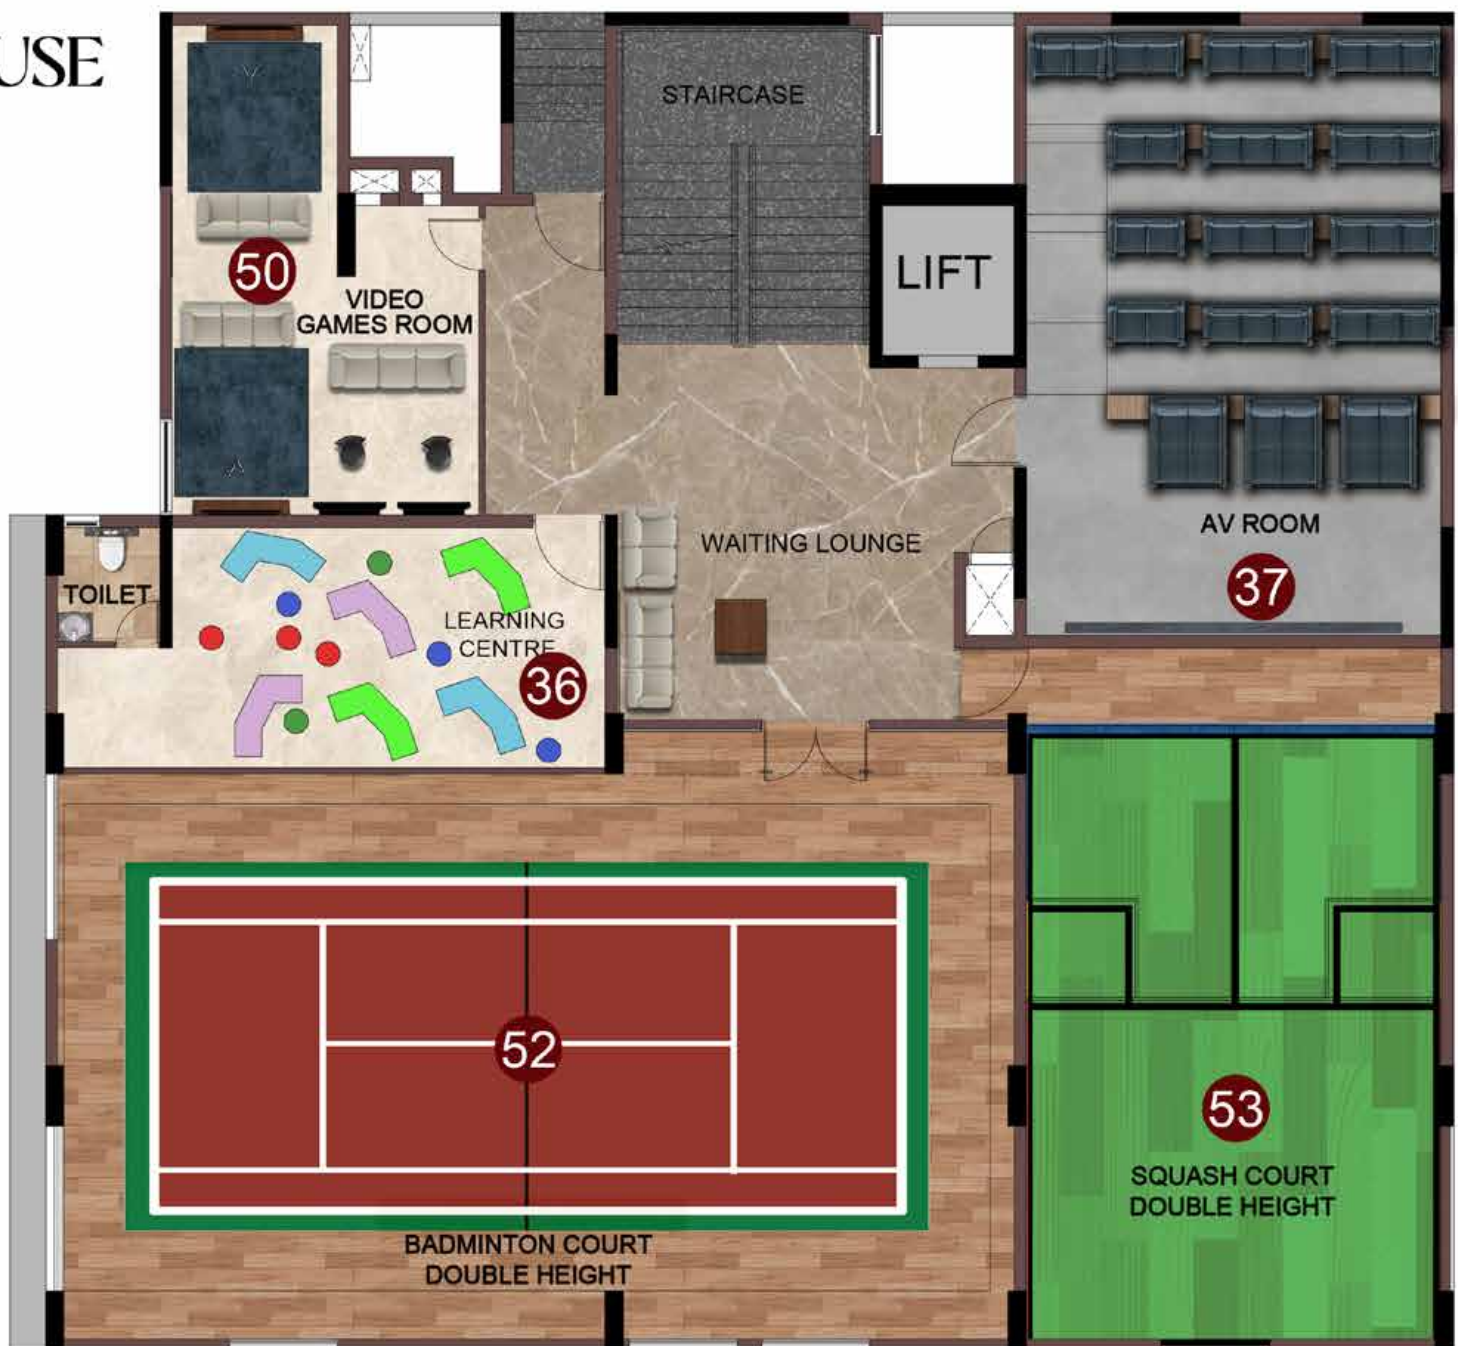 USE
STAIRCASE
50
VIDEO
GAMES ROOM
LIFT
WAITING LOUNGE
AV ROOM
37
TOILET
LEARNING
CENTRE
36
52
BADMINTON COURT
DOUBLE HEIGHT
53
SQUASH COURT
DOUBLE HEIGHT